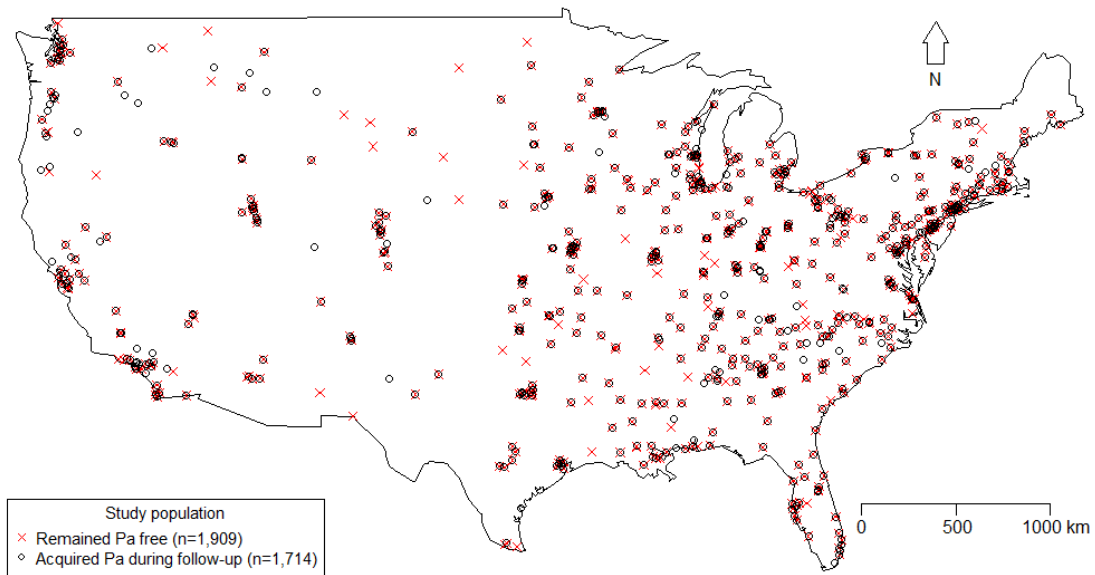 N
Study population
Remained Pa free (n=1,909)
Acquired Pa during follow-up (n=1,714)
0 500 1000 km